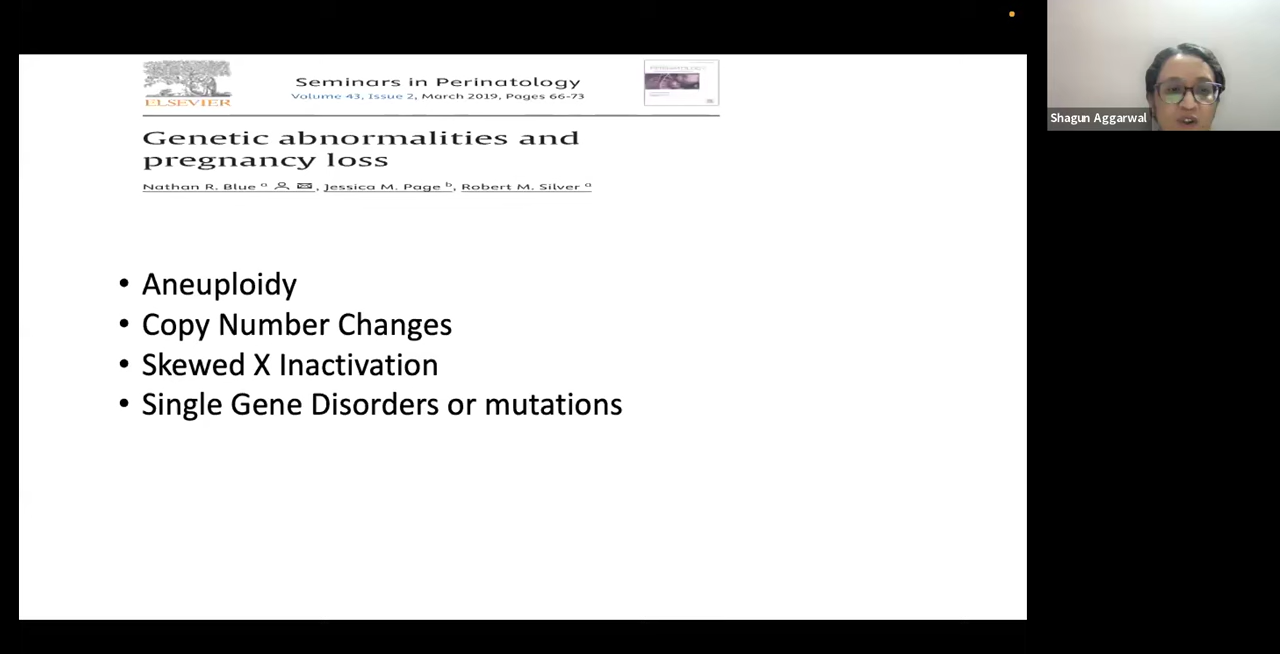 Seminars in Perinatology
Volume 43, Issue 2, March 2019, Pages 66-73
ELSEVIER
Genetic abnormalities and
pregnancy loss
Nathan R. Blue a, Jessica M. Page b, Robert M. Silver a
• Aneuploidy
• Copy Number Changes
• Skewed X Inactivation
• Single Gene Disorders or mutations
Shagun Aggarwal